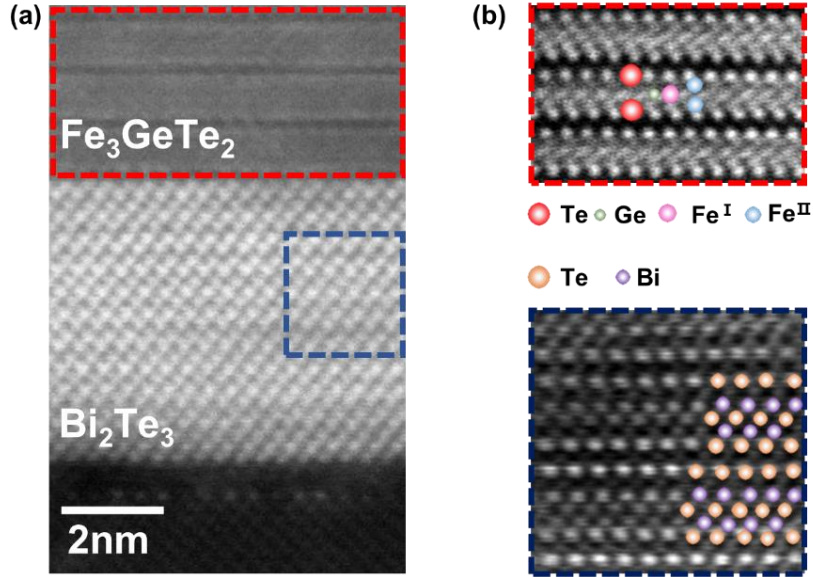 (a)
Fe₃GeTe₂
Bi₂Te₃
2nm
(b)
Te Ge Feᴵ Feᴵᴵ
Te Bi